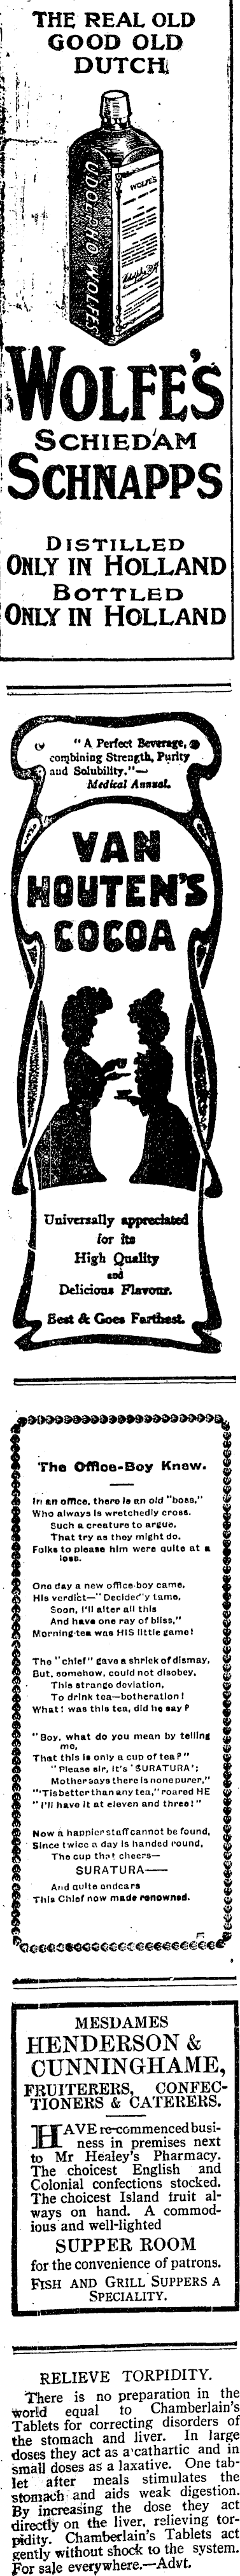 THE REAL OLD
GOOD OLD
DUTCH
WOLFE'S
UDOLPHO WOLFE'S
WOLFE'S
SCHIEDAM
SCHNAPPS
DISTILLED
ONLY IN HOLLAND
BOTTLED
ONLY IN HOLLAND
"A Perfect Beverage,
combining Strength, Purity
and Solubility."—
Medical Annual.
VAN
HOUTEN'S
COCOA
Universally appreciated
for its
High Quality
and
Delicious Flavour.
Best & Goes Farthest.
The Office-Boy Knew.
In an office, there is an old "boss,"
Who always is wretchedly cross.
Such a creature to argue,
That try as they might do,
Folks to please him were quite at a
loss.
One day a new office-boy came,
His verdict—"Decider'y tame,
Soon, I'll alter all this
And have one ray of bliss,"
Morning-tea was HIS little game!
The "chief" gave a shriek of dismay,
But, somehow, could not disobey,
This strange deviation,
To drink tea—botheration!
What! was this tea, did he say?
"Boy, what do you mean by telling
me,
That this is only a cup of tea?"
"Please sir, it's 'SURATURA';
Mother says there is none purer,"
"'Tis better than any tea," roared HE
"I'll have it at eleven and three!"
Now a happier staff cannot be found,
Since twice a day is handed round,
The cup that cheers—
SURATURA——
And quite endears
This Chief now made renowned.
MESDAMES
HENDERSON &
CUNNINGHAME,
FRUITERERS, CONFEC-
TIONERS & CATERERS.
HAVE re-commenced busi-
ness in premises next
to Mr Healey's Pharmacy.
The choicest English and
Colonial confections stocked.
The choicest Island fruit al-
ways on hand. A commod-
ious and well-lighted
SUPPER ROOM
for the convenience of patrons.
FISH AND GRILL SUPPERS A
SPECIALITY.
RELIEVE TORPIDITY.
There is no preparation in the
world equal to Chamberlain's
Tablets for correcting disorders of
the stomach and liver. In large
doses they act as a cathartic and in
small doses as a laxative. One tab-
let after meals stimulates the
stomach and aids weak digestion.
By increasing the dose they act
directly on the liver, relieving tor-
pidity. Chamberlain's Tablets act
gently without shock to the system.
For sale everywhere.—Advt.